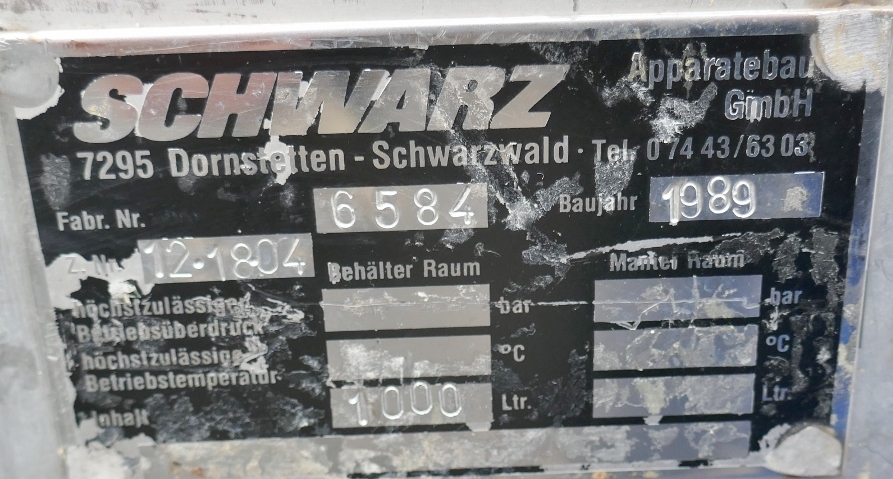 SCHWARZ Apparatebau
GmbH
7295 Dornstetten - Schwarzwald · Tel. 0 74 43/63 03
Fabr. Nr. 6584 Baujahr 1989
Z. Nr. 12-1804 Behälter Raum Mantel Raum
höchstzulässiger
Betriebsüberdruck bar bar
höchstzulässige
Betriebstemperatur °C °C
Inhalt 1000 Ltr. Ltr.